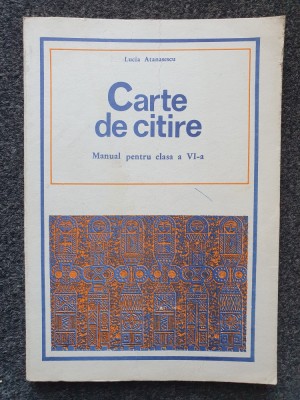 Lucia Atanasescu
Carte
de citire
Manual pentru clasa a VI-a